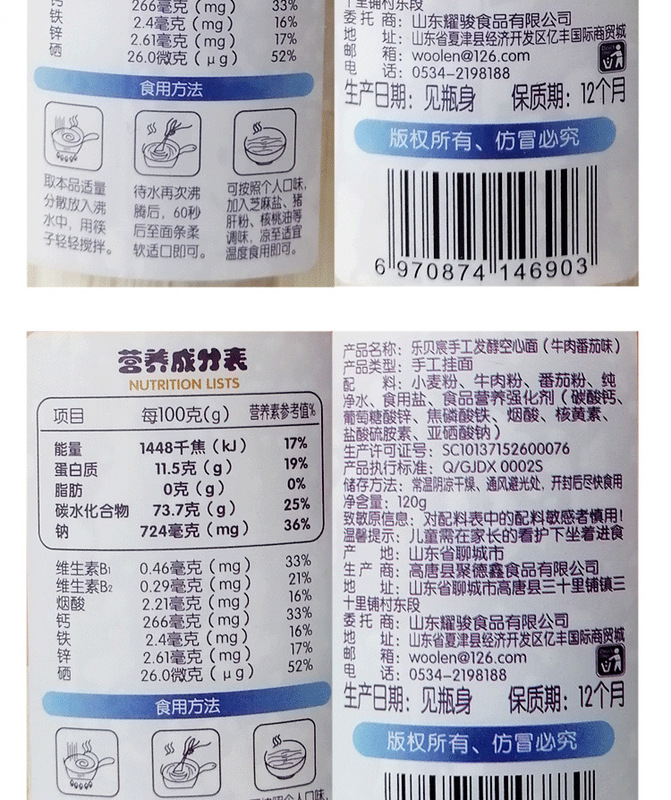 钙 266毫克（mg） 33%
铁 2.4毫克（mg） 16%
锌 2.61毫克（mg） 17%
硒 26.0微克（μg） 52%
食用方法
取本品适量
分散放入沸
水中，用筷
子轻轻搅拌。
待水再次沸
腾后，60秒
后至面条柔
软适口即可。
可按照个人口味，
加入芝麻盐、猪
肝粉、核桃油等
调味，凉至适宜
温度食用即可。
十里铺村东段
委托商：山东耀骏食品有限公司
地址：山东省夏津县经济开发区亿丰国际商贸城
邮箱：woolen@126.com
电话：0534-2198188
生产日期：见瓶身 保质期：12个月
版权所有、仿冒必究
6 970874 146903
营养成分表
NUTRITION LISTS
项目 每100克(g) 营养素参考值%
能量 1448千焦（kJ） 17%
蛋白质 11.5克（g） 19%
脂肪 0克（g） 0%
碳水化合物 73.7克（g） 25%
钠 724毫克（mg） 36%
维生素B1 0.46毫克（mg） 33%
维生素B2 0.29毫克（mg） 21%
烟酸 2.21毫克（mg） 16%
钙 266毫克（mg） 33%
铁 2.4毫克（mg） 16%
锌 2.61毫克（mg） 17%
硒 26.0微克（μg） 52%
食用方法
可按照个人口味，
产品名称：乐贝宸手工发酵空心面（牛肉番茄味）
产品类型：手工挂面
配料：小麦粉、牛肉粉、番茄粉、纯
净水、食用盐、食品营养强化剂（碳酸钙、
葡萄糖酸锌、焦磷酸铁、烟酸、核黄素、
盐酸硫胺素、亚硒酸钠）
生产许可证号：SC10137152600076
产品执行标准：Q/GJDX 0002S
储存方法：常温阴凉干燥、通风避光处，开封后尽快食用
净含量：120g
致敏原信息：对配料表中的配料敏感者慎用！
温馨提示：儿童需在家长的看护下坐着进食
产地：山东省聊城市
生产商：高唐县聚德鑫食品有限公司
地址：山东省聊城市高唐县三十里铺镇三
十里铺村东段
委托商：山东耀骏食品有限公司
地址：山东省夏津县经济开发区亿丰国际商贸城
邮箱：woolen@126.com
电话：0534-2198188
生产日期：见瓶身 保质期：12个月
版权所有、仿冒必究